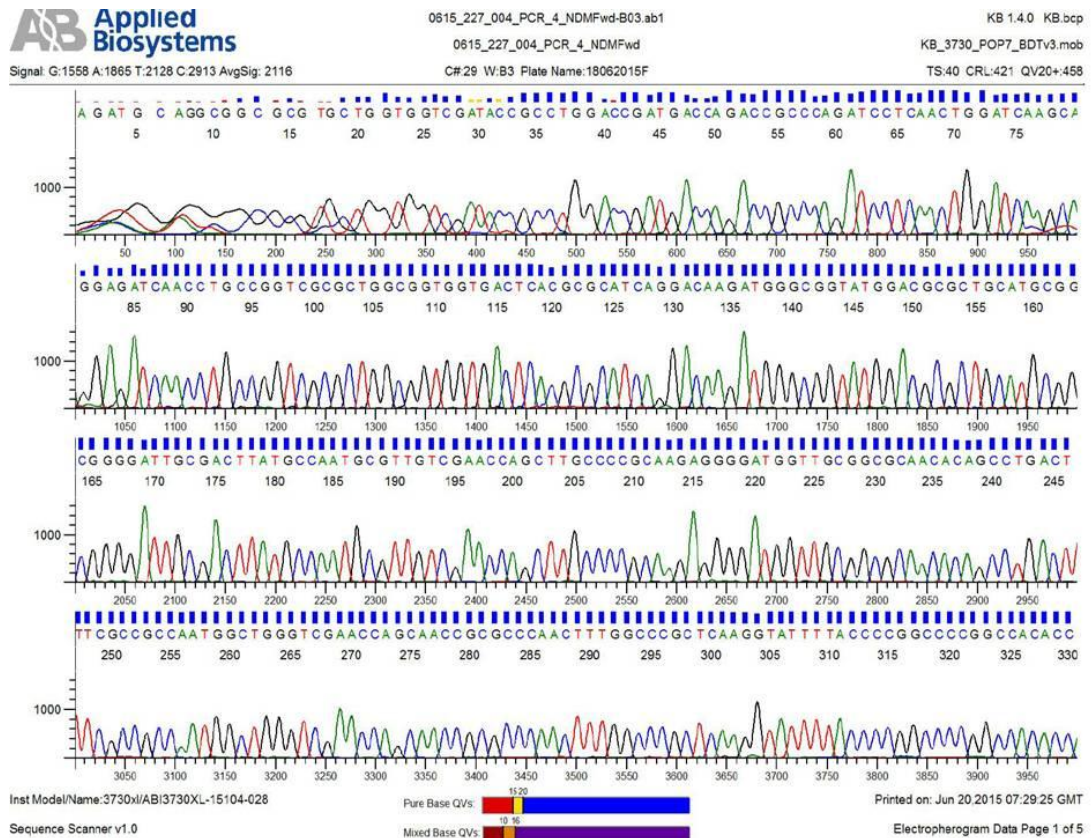 AB Applied Biosystems
0615_227_004_PCR_4_NDMFwd-B03.ab1
KB 1.4.0 KB.bcp
0615_227_004_PCR_4_NDMFwd
KB_3730_POP7_BDTv3.mob
Signal: G:1558 A:1865 T:2128 C:2913 AvgSig: 2116
C#:29 W:B3 Plate Name:18062015F
TS:40 CRL:421 QV20+:458
AGATG C AGGCGGC GCG TGCTGGTGGTCGATACCGCCTGGACCGATGACCAGACCGCCCAGATCCTCAACTGGATCAAGCA
5 10 15 20 25 30 35 40 45 50 55 60 65 70 75
1000
50 100 150 200 250 300 350 400 450 500 550 600 650 700 750 800 850 900 950
GGAGATCAACCTGCCGGTCGCGCTGGCGGTGGTGACTCACGCGCATCAGGACAAGATGGGCGGTATGGACGCGCTGCATGCGG
85 90 95 100 105 110 115 120 125 130 135 140 145 150 155 160
1000
1050 1100 1150 1200 1250 1300 1350 1400 1450 1500 1550 1600 1650 1700 1750 1800 1850 1900 1950
CGGGGATTGCGACTTATGCCAATGCGTTGTCGAACCAGCTTGCCCCGCAAGAGGGGATGGTTGCGGCGCAACACAGCCTGACT
165 170 175 180 185 190 195 200 205 210 215 220 225 230 235 240 245
1000
2050 2100 2150 2200 2250 2300 2350 2400 2450 2500 2550 2600 2650 2700 2750 2800 2850 2900 2950
TTCGCCGCCAATGGCTGGGTCGAACCAGCAACCGCGCCCAACTTTGGCCCGCTCAAGGTATTTTACCCCGGCCCCGGCCACACC
250 255 260 265 270 275 280 285 290 295 300 305 310 315 320 325 330
1000
3050 3100 3150 3200 3250 3300 3350 3400 3450 3500 3550 3600 3650 3700 3750 3800 3850 3900 3950
Inst Model/Name:3730xl/ABI3730XL-15104-028
Pure Base QVs:
15 20
Printed on: Jun 20,2015 07:29:25 GMT
Sequence Scanner v1.0
Mixed Base QVs:
10 16
Electropherogram Data Page 1 of 5